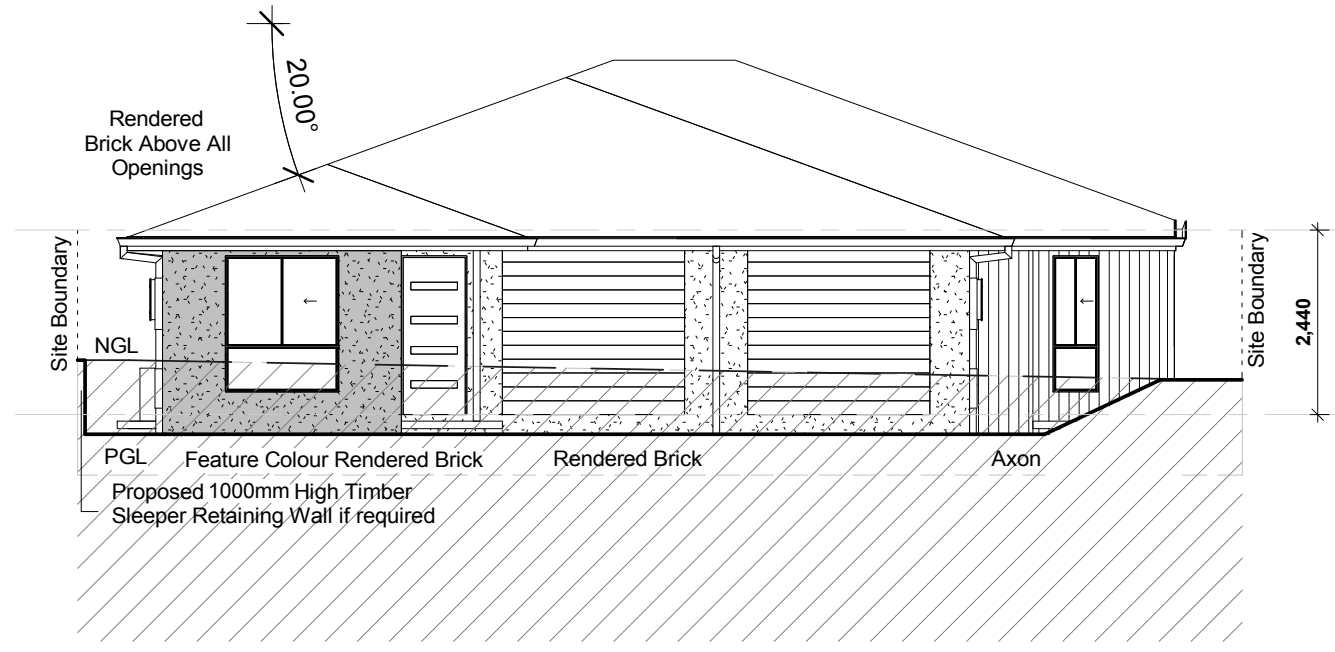 20.00°
Rendered
Brick Above All
Openings
Site Boundary
NGL
Site Boundary
2,440
PGL
Feature Colour Rendered Brick
Rendered Brick
Axon
Proposed 1000mm High Timber
Sleeper Retaining Wall if required